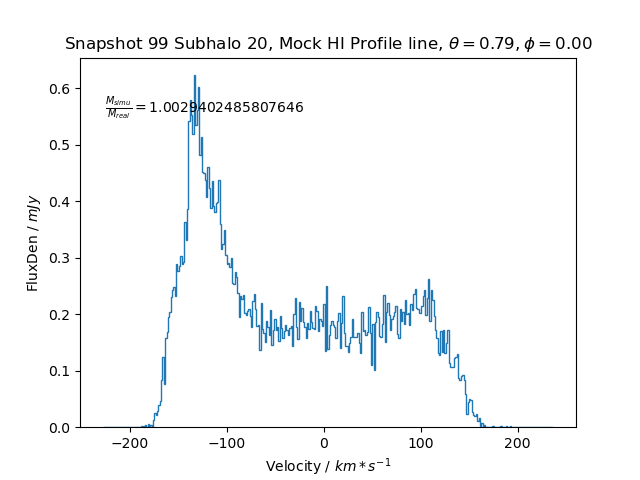 Snapshot 99 Subhalo 20, Mock HI Profile line, θ = 0.79, ϕ = 0.00
0.6
M_simu/M_real = 1.0029402485807646
0.5
0.4
0.3
FluxDen / mJy
0.2
0.1
0.0
−200 −100 0 100 200
Velocity / km * s⁻¹